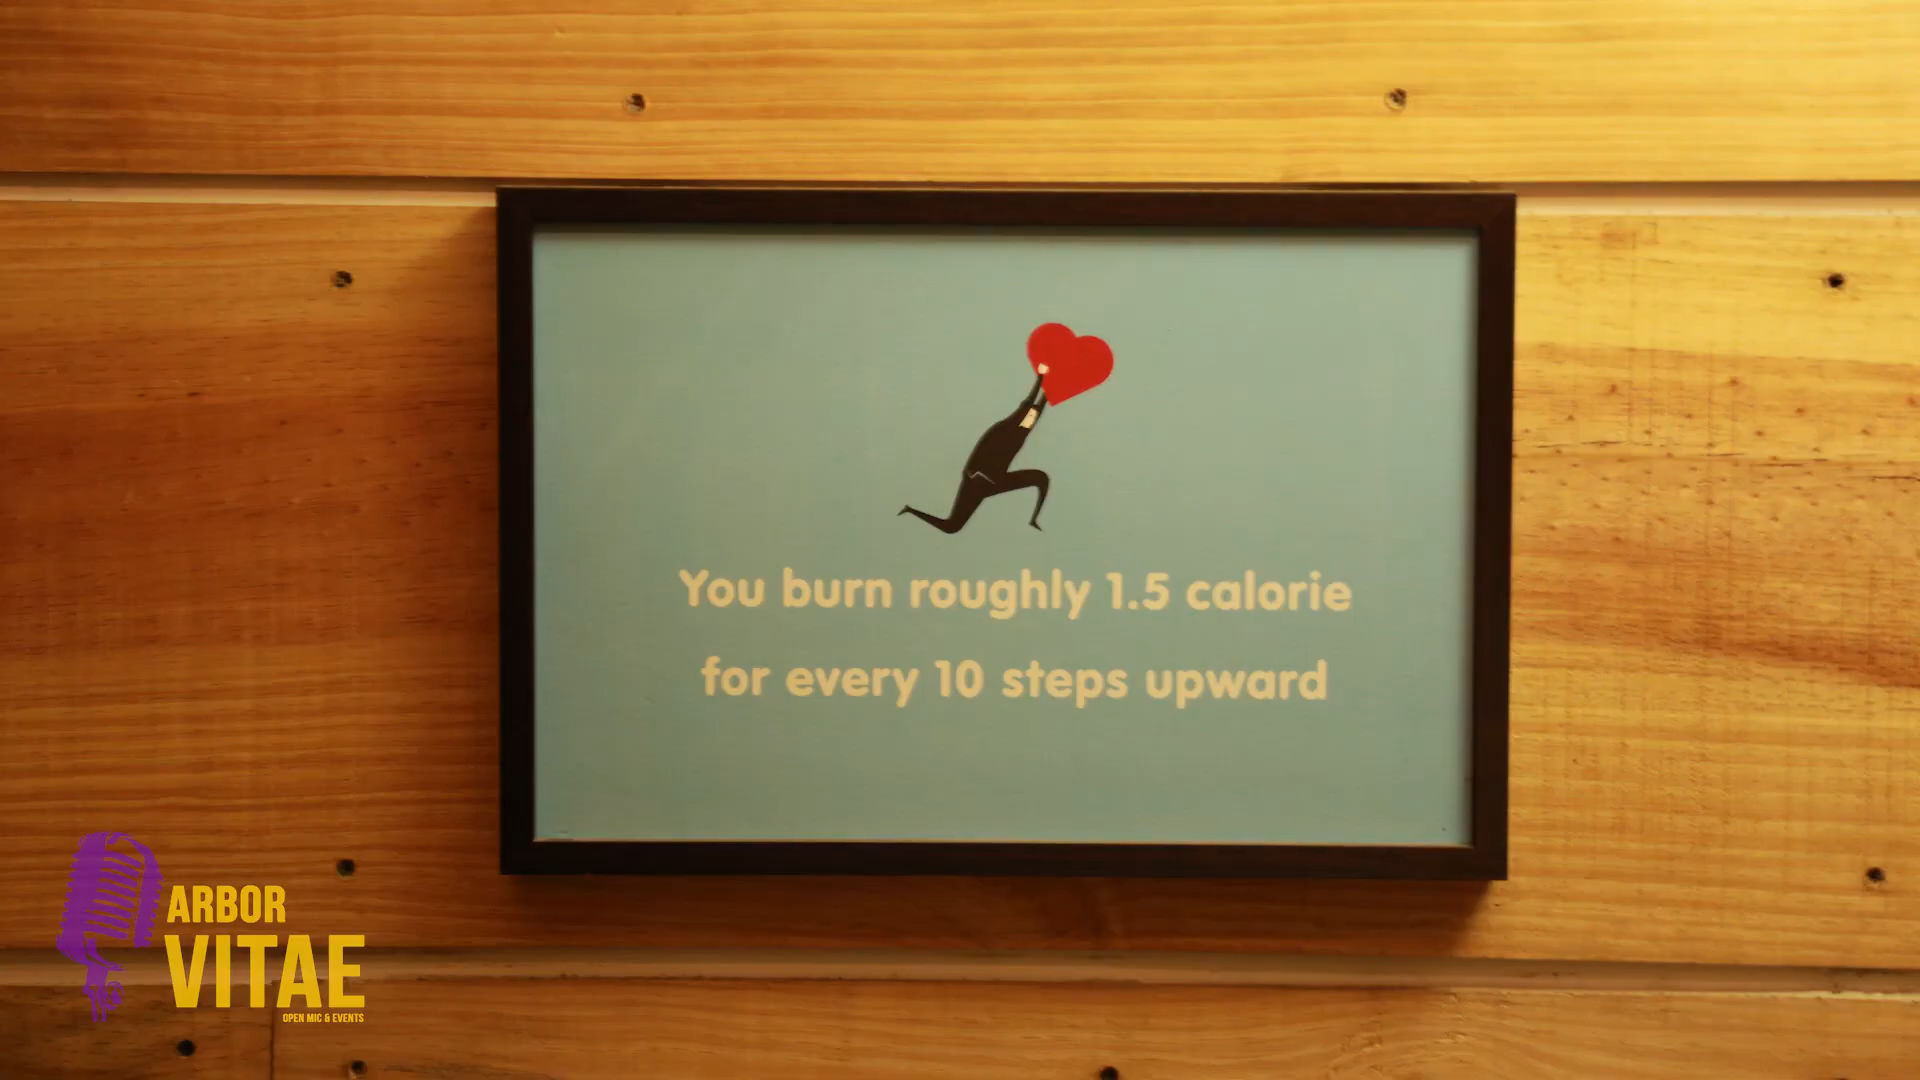 You burn roughly 1.5 calorie
for every 10 steps upward
ARBOR
VITAE
OPEN MIC & EVENTS